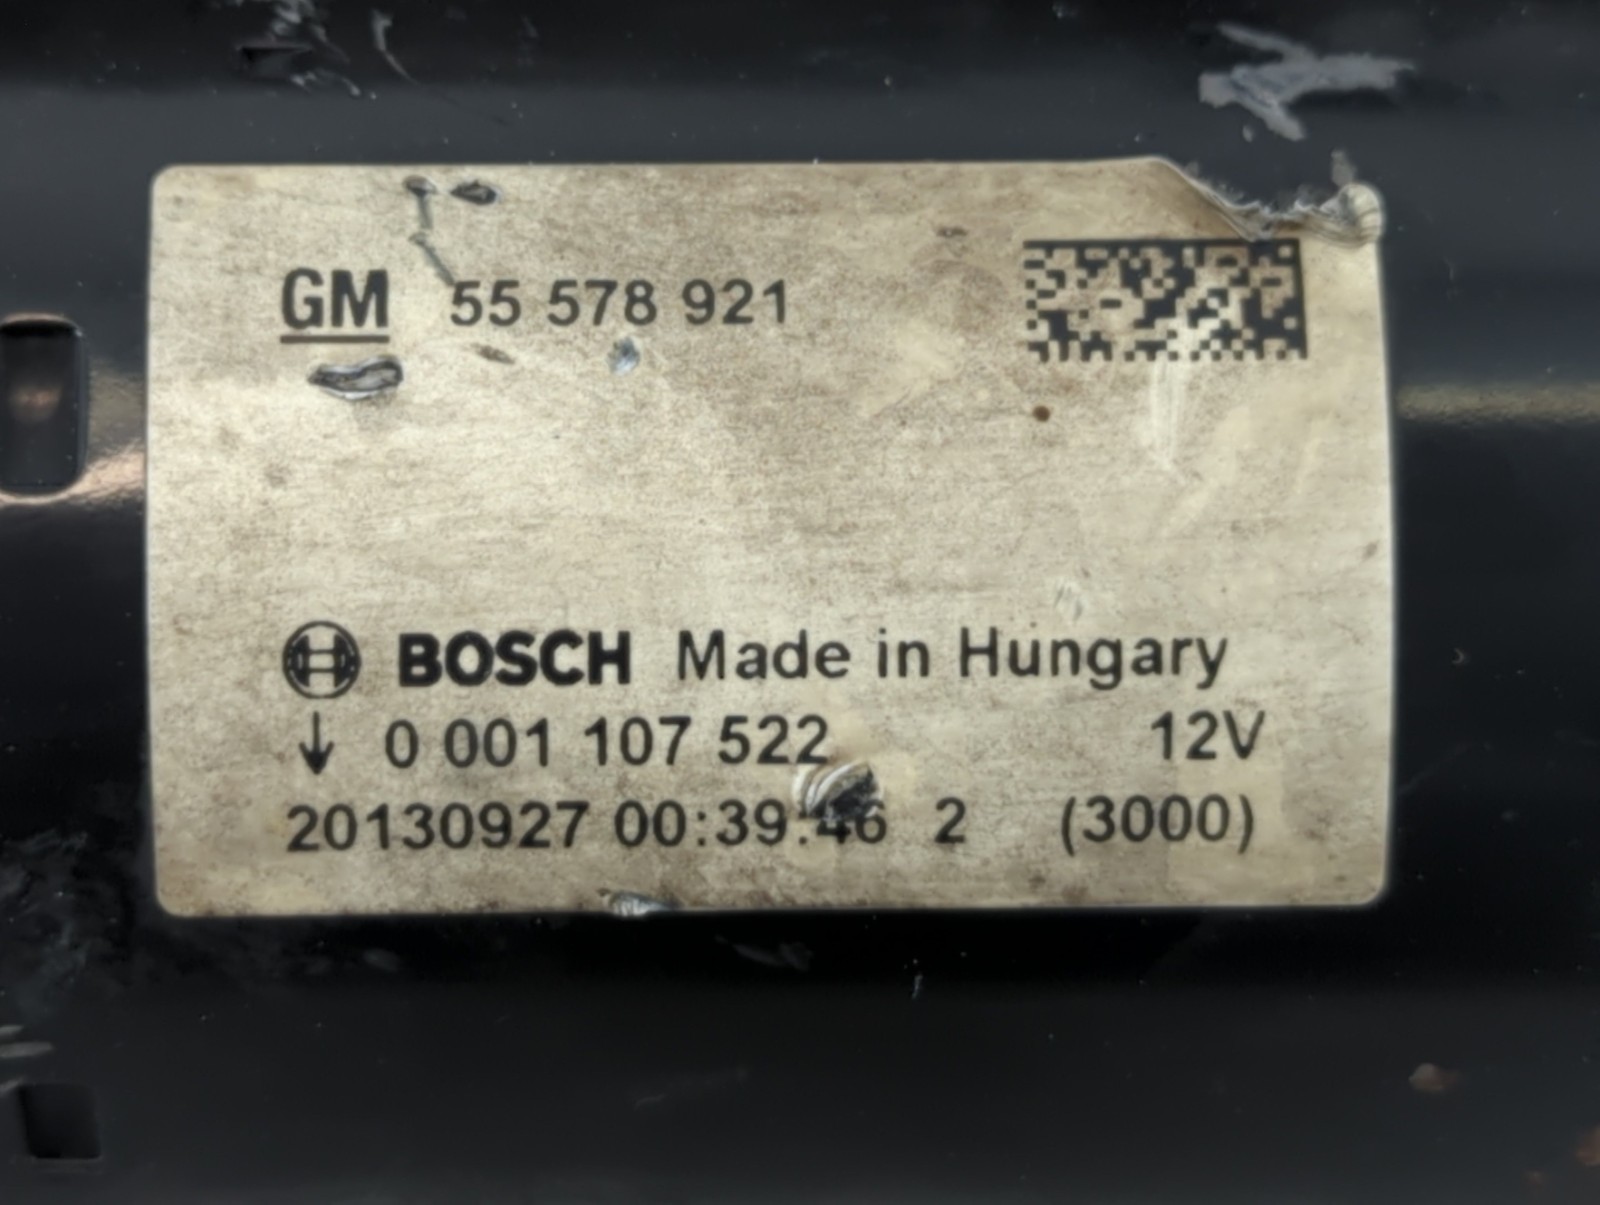 GM 55 578 921
BOSCH Made in Hungary
↓ 0 001 107 522 12V
20130927 00:39:46 2 (3000)